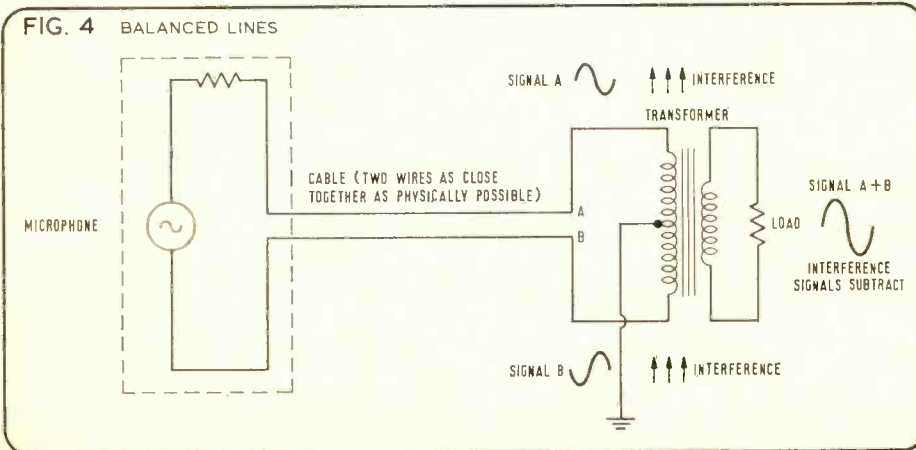 FIG. 4 BALANCED LINES
SIGNAL A
INTERFERENCE
TRANSFORMER
CABLE (TWO WIRES AS CLOSE
TOGETHER AS PHYSICALLY POSSIBLE)
A
B
MICROPHONE
LOAD
SIGNAL A+B
INTERFERENCE
SIGNALS SUBTRACT
SIGNAL B
INTERFERENCE